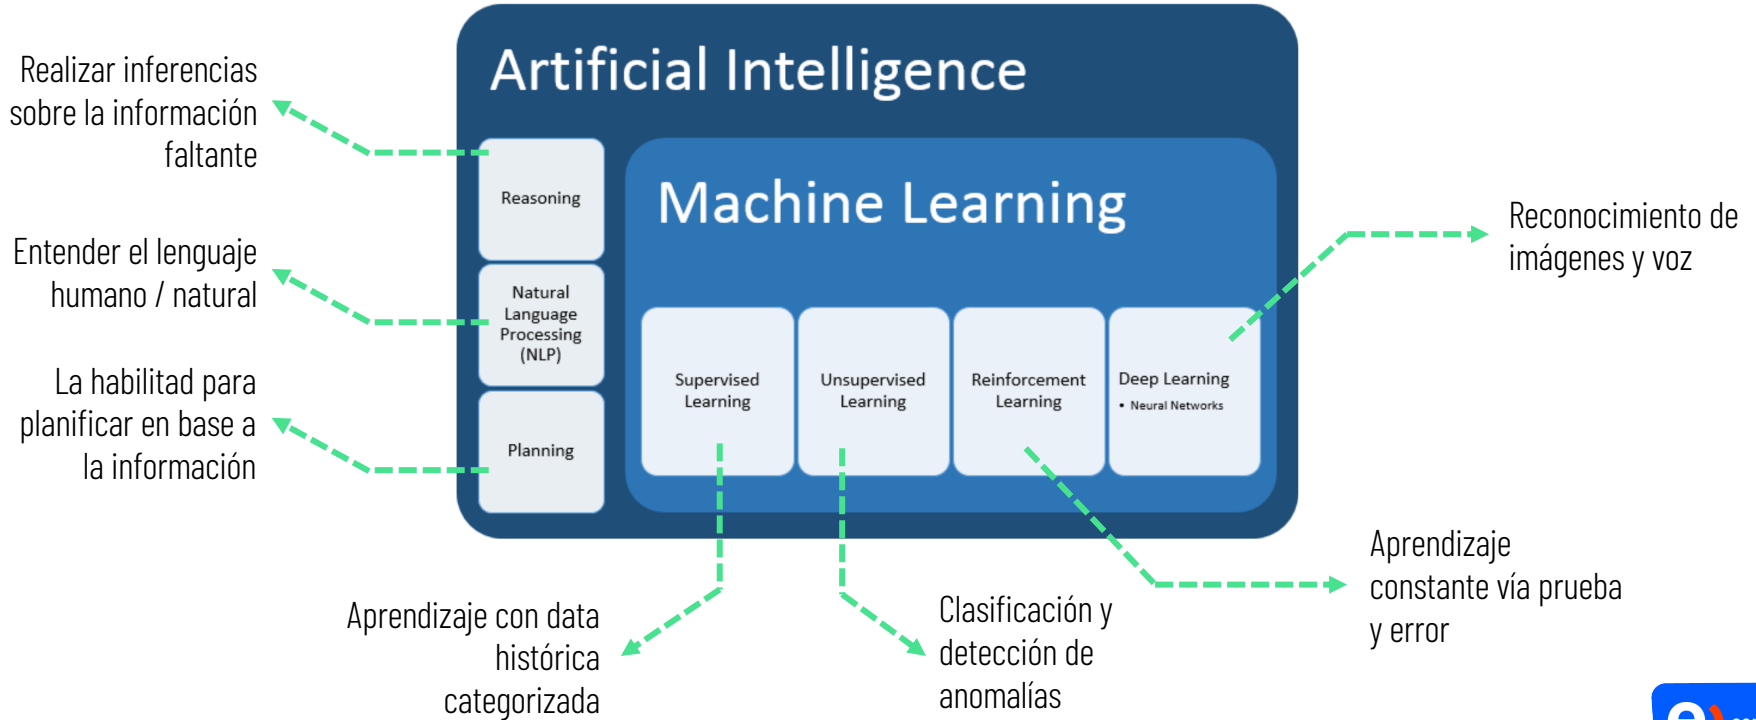 Artificial Intelligence
Realizar inferencias
sobre la información
faltante
Entender el lenguaje
humano / natural
La habilitad para
planificar en base a
la información
Reasoning
Natural
Language
Processing
(NLP)
Planning
Machine Learning
Supervised
Learning
Unsupervised
Learning
Reinforcement
Learning
Deep Learning
• Neural Networks
Reconocimiento de
imágenes y voz
Aprendizaje con data
histórica
categorizada
Clasificación y
detección de
anomalías
Aprendizaje
constante vía prueba
y error